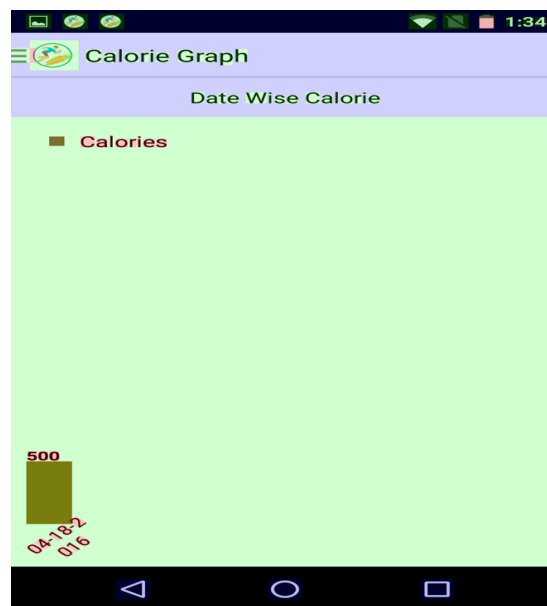 1:34
Calorie Graph
Date Wise Calorie
Calories
500
04-18-2
016